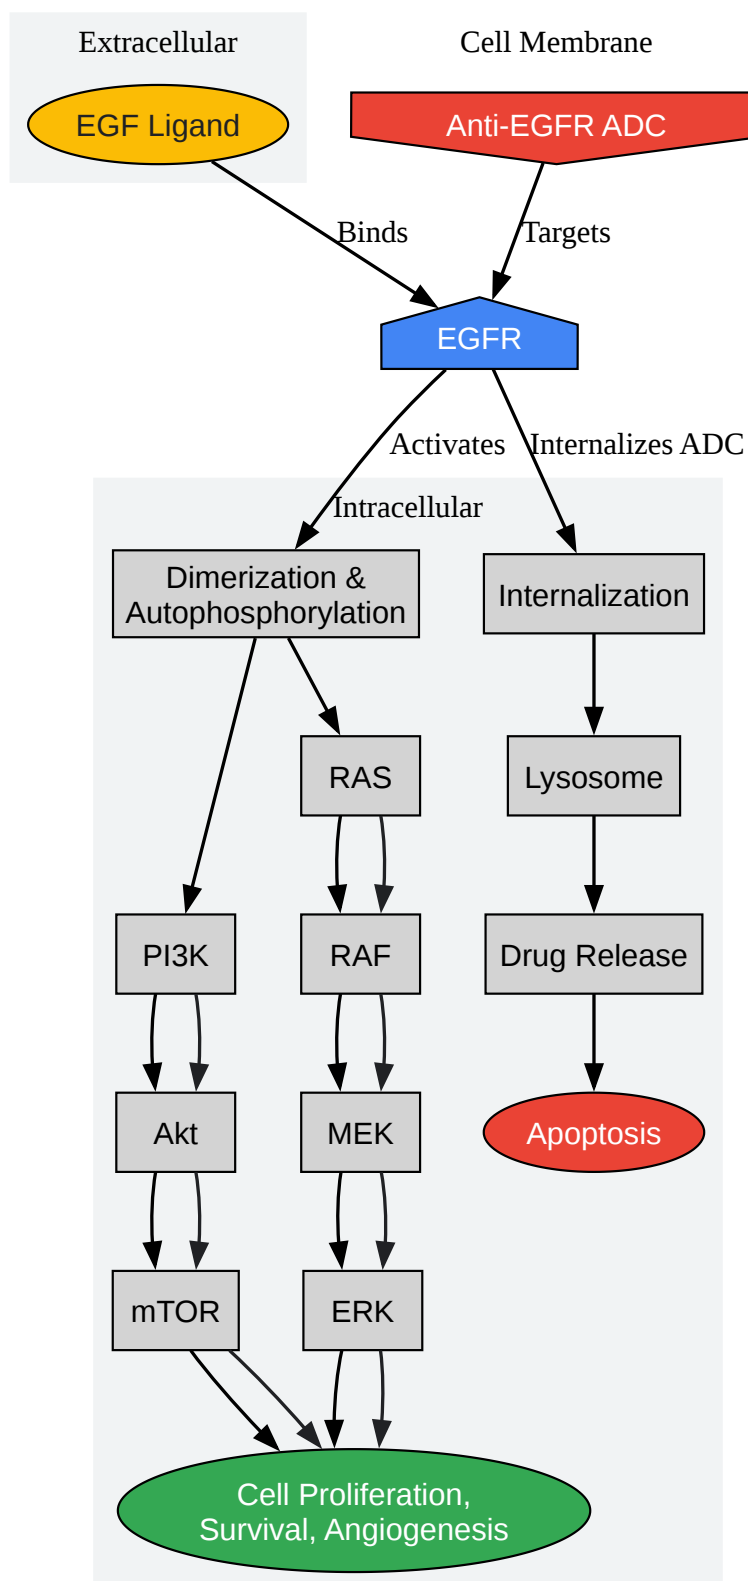 Extracellular
Cell Membrane
EGF Ligand
Anti-EGFR ADC
Binds
Targets
EGFR
Activates
Internalizes ADC
Intracellular
Dimerization &
Autophosphorylation
Internalization
RAS
Lysosome
PI3K
RAF
Drug Release
Akt
MEK
Apoptosis
mTOR
ERK
Cell Proliferation,
Survival, Angiogenesis